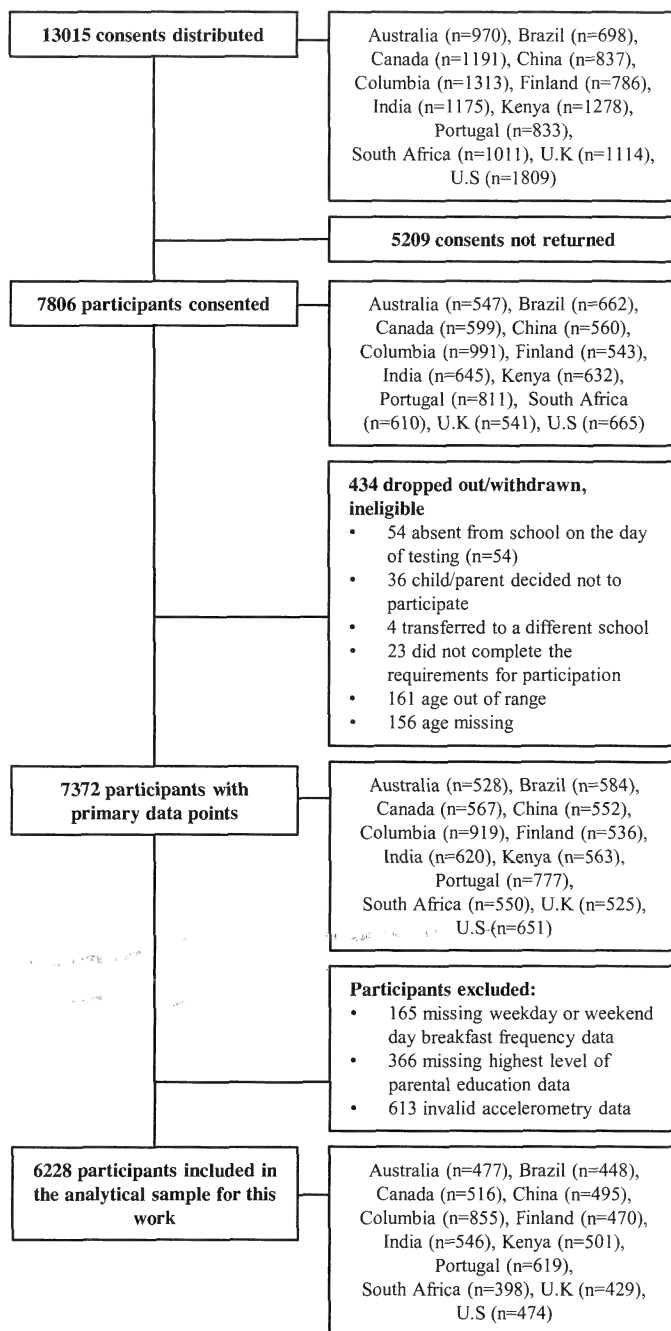 13015 consents distributed
Australia (n=970), Brazil (n=698),
Canada (n=1191), China (n=837),
Columbia (n=1313), Finland (n=786),
India (n=1175), Kenya (n=1278),
Portugal (n=833),
South Africa (n=1011), U.K (n=1114),
U.S (n=1809)
5209 consents not returned
7806 participants consented
Australia (n=547), Brazil (n=662),
Canada (n=599), China (n=560),
Columbia (n=991), Finland (n=543),
India (n=645), Kenya (n=632),
Portugal (n=811), South Africa
(n=610), U.K (n=541), U.S (n=665)
434 dropped out/withdrawn,
ineligible
• 54 absent from school on the day
of testing (n=54)
• 36 child/parent decided not to
participate
• 4 transferred to a different school
• 23 did not complete the
requirements for participation
• 161 age out of range
• 156 age missing
7372 participants with
primary data points
Australia (n=528), Brazil (n=584),
Canada (n=567), China (n=552),
Columbia (n=919), Finland (n=536),
India (n=620), Kenya (n=563),
Portugal (n=777),
South Africa (n=550), U.K (n=525),
U.S (n=651)
Participants excluded:
• 165 missing weekday or weekend
day breakfast frequency data
• 366 missing highest level of
parental education data
• 613 invalid accelerometry data
6228 participants included in
the analytical sample for this
work
Australia (n=477), Brazil (n=448),
Canada (n=516), China (n=495),
Columbia (n=855), Finland (n=470),
India (n=546), Kenya (n=501),
Portugal (n=619),
South Africa (n=398), U.K (n=429),
U.S (n=474)